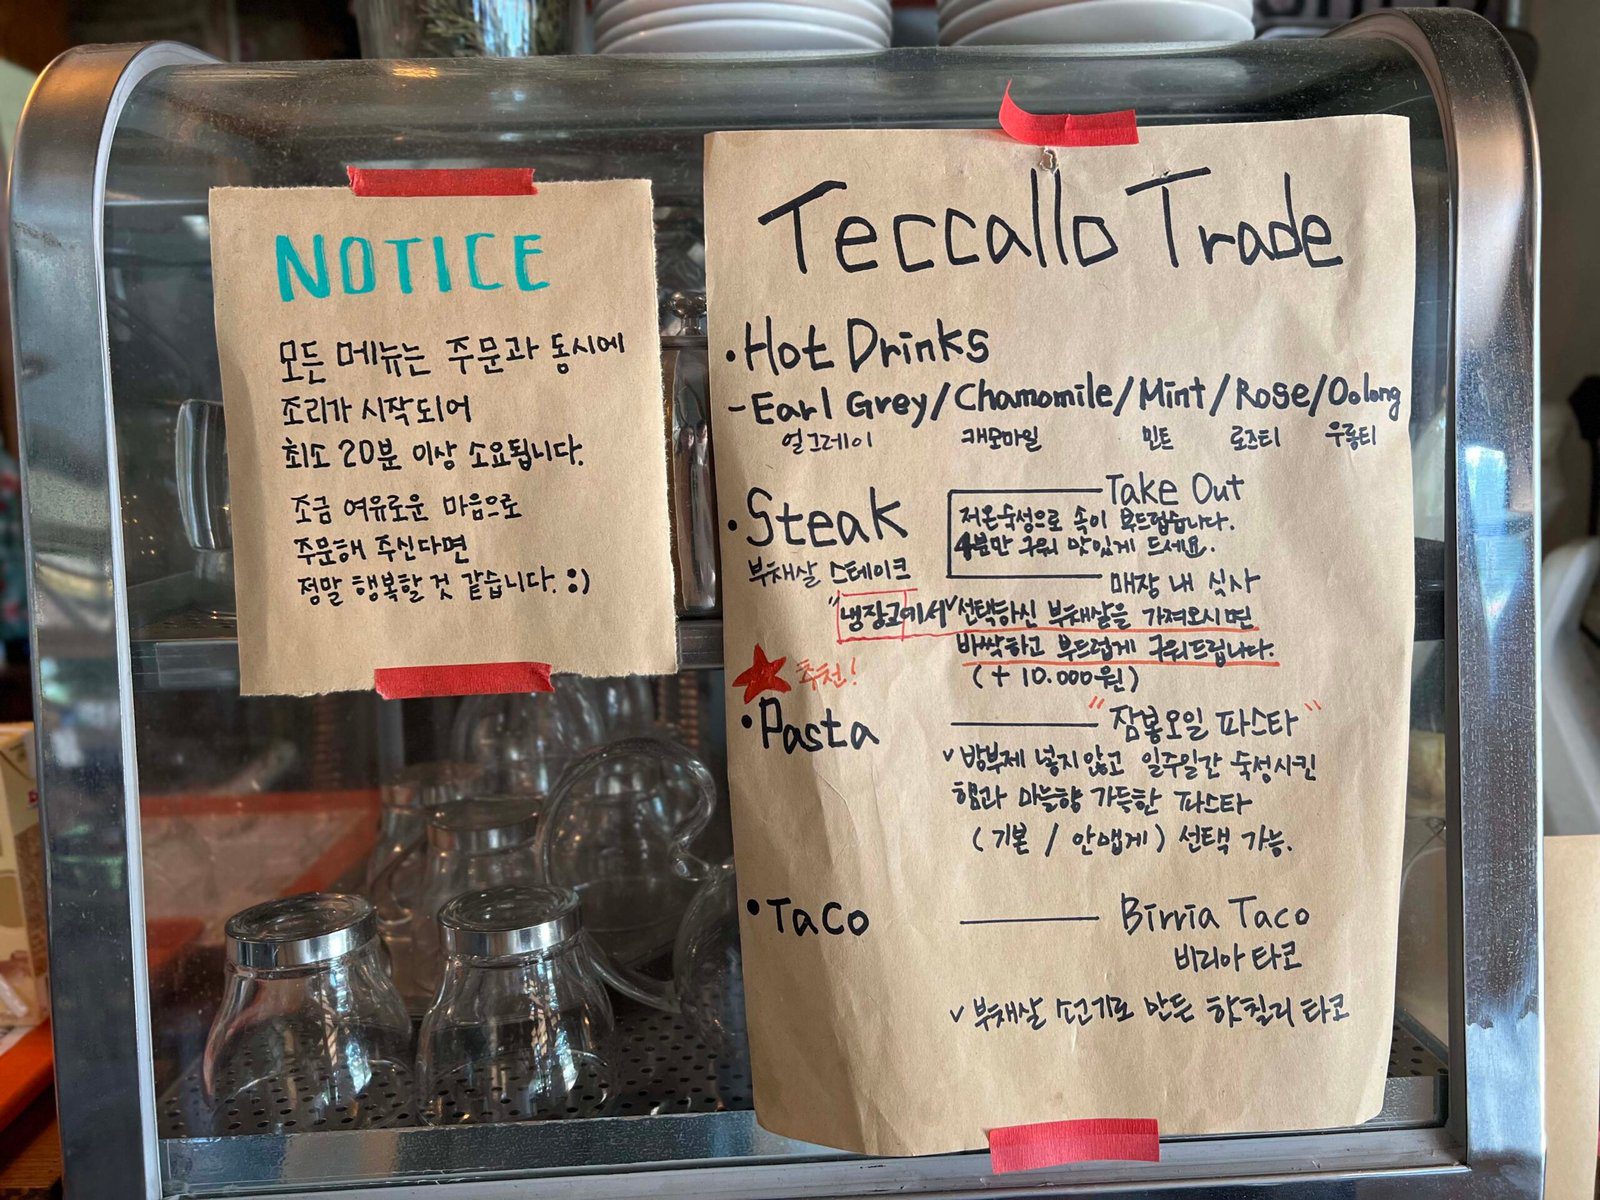 NOTICE
모든 메뉴는 주문과 동시에
조리가 시작되어
최소 20분 이상 소요됩니다.
조금 여유로운 마음으로
주문해 주신다면
정말 행복할 것 같습니다. :)
Teccallo Trade
• Hot Drinks
- Earl Grey/Chamomile/Mint/Rose/Oolong
얼그레이 캐모마일 민트 로즈티 우롱티
• Steak
부채살 스테이크
Take Out
저온숙성으로 속이 부드럽습니다.
4분만 구워 맛있게 드세요.
매장 내 식사
"냉장고에서" 선택하신 부채살을 가져오시면
바싹하고 부드럽게 구워드립니다.
(+ 10.000원)
★ 추천!
• Pasta "잠봉오일 파스타"
✓ 방부제 넣지않고 일주일간 숙성시킨
햄과 마늘향 가득한 파스타
(기본 / 안맵게) 선택 가능.
• Taco Birria Taco
비리아 타코
✓ 부채살 소고기로 만든 핫칠리 타코